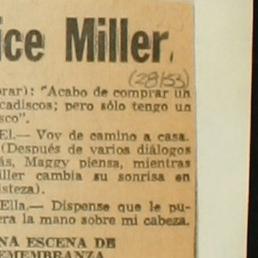 ice Miller,
(28/53)
rar): "Acabo de comprar un
cadiscos; pero sólo tengo un
sco".
El.— Voy de camino a casa.
(Después de varios diálogos
ás, Maggy piensa, mientras
iller cambia su sonrisa en
isteza).
Ella.— Dispense que le pu-
era la mano sobre mi cabeza.
NA ESCENA DE
EMEMBRANZA